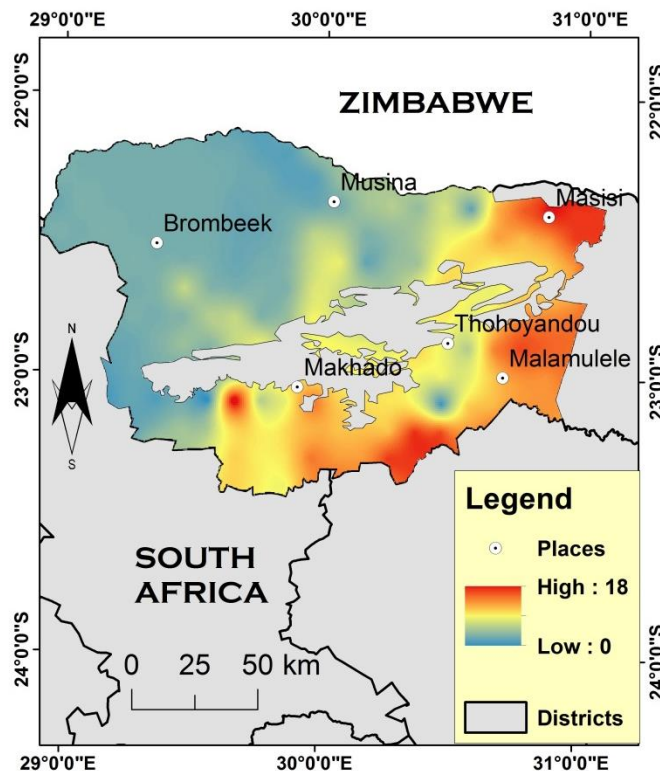 29°0'0"E 30°0'0"E 31°0'0"E
22°0'0"S
22°0'0"S
ZIMBABWE
Musina
Masisi
Brombeek
Thohoyandou
23°0'0"S
23°0'0"S
Makhado
Malamulele
N
S
Legend
Places
High : 18
Low : 0
Districts
SOUTH
AFRICA
0 25 50 km
24°0'0"S
24°0'0"S
29°0'0"E 30°0'0"E 31°0'0"E